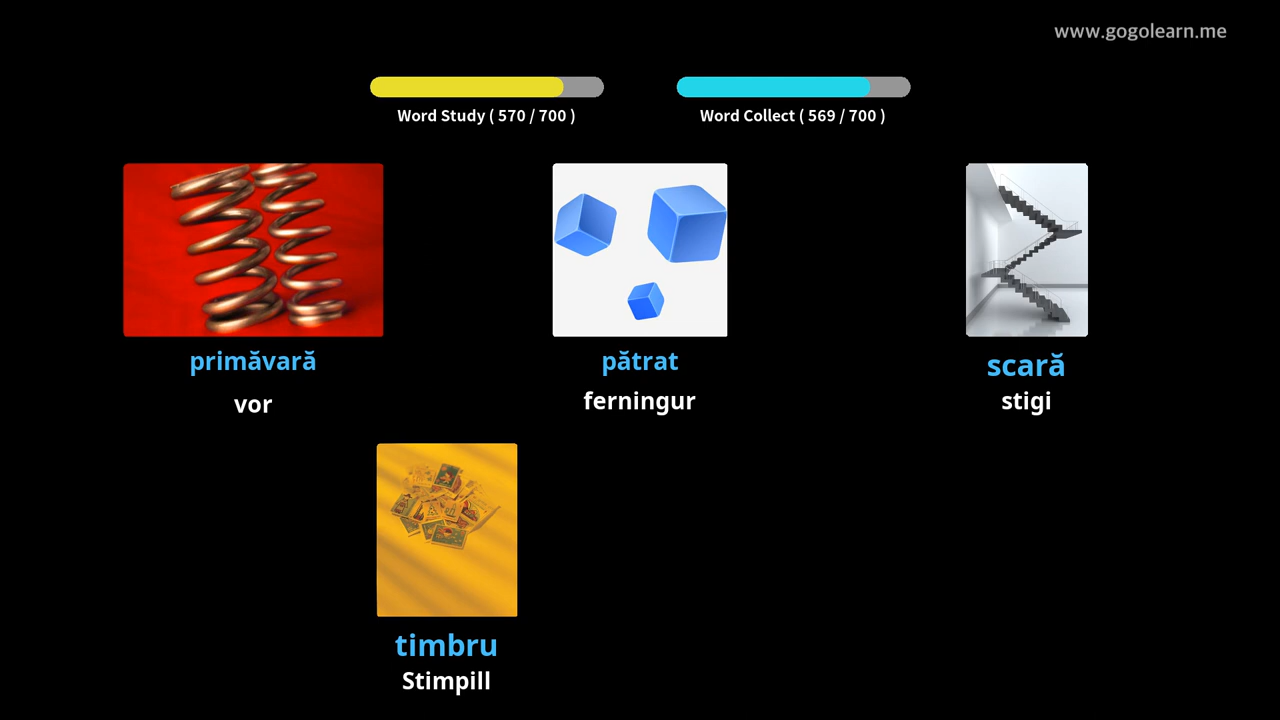 www.gogolearn.me
Word Study ( 570 / 700 )
Word Collect ( 569 / 700 )
primăvară
vor
pătrat
ferningur
scară
stigi
timbru
Stimpill